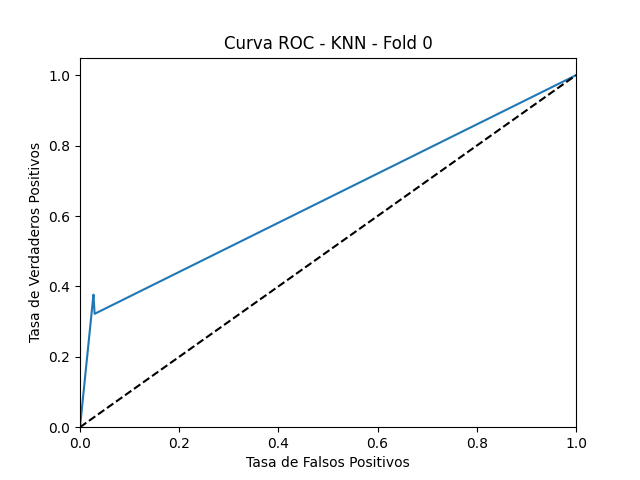 Curva ROC - KNN - Fold 0
Tasa de Verdaderos Positivos
1.0
0.8
0.6
0.4
0.2
0.0
0.0 0.2 0.4 0.6 0.8 1.0
Tasa de Falsos Positivos